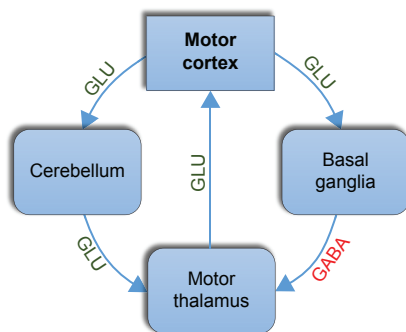 Motor
cortex
GLU
GLU
Cerebellum
GLU
Basal
ganglia
GLU
GABA
Motor
thalamus